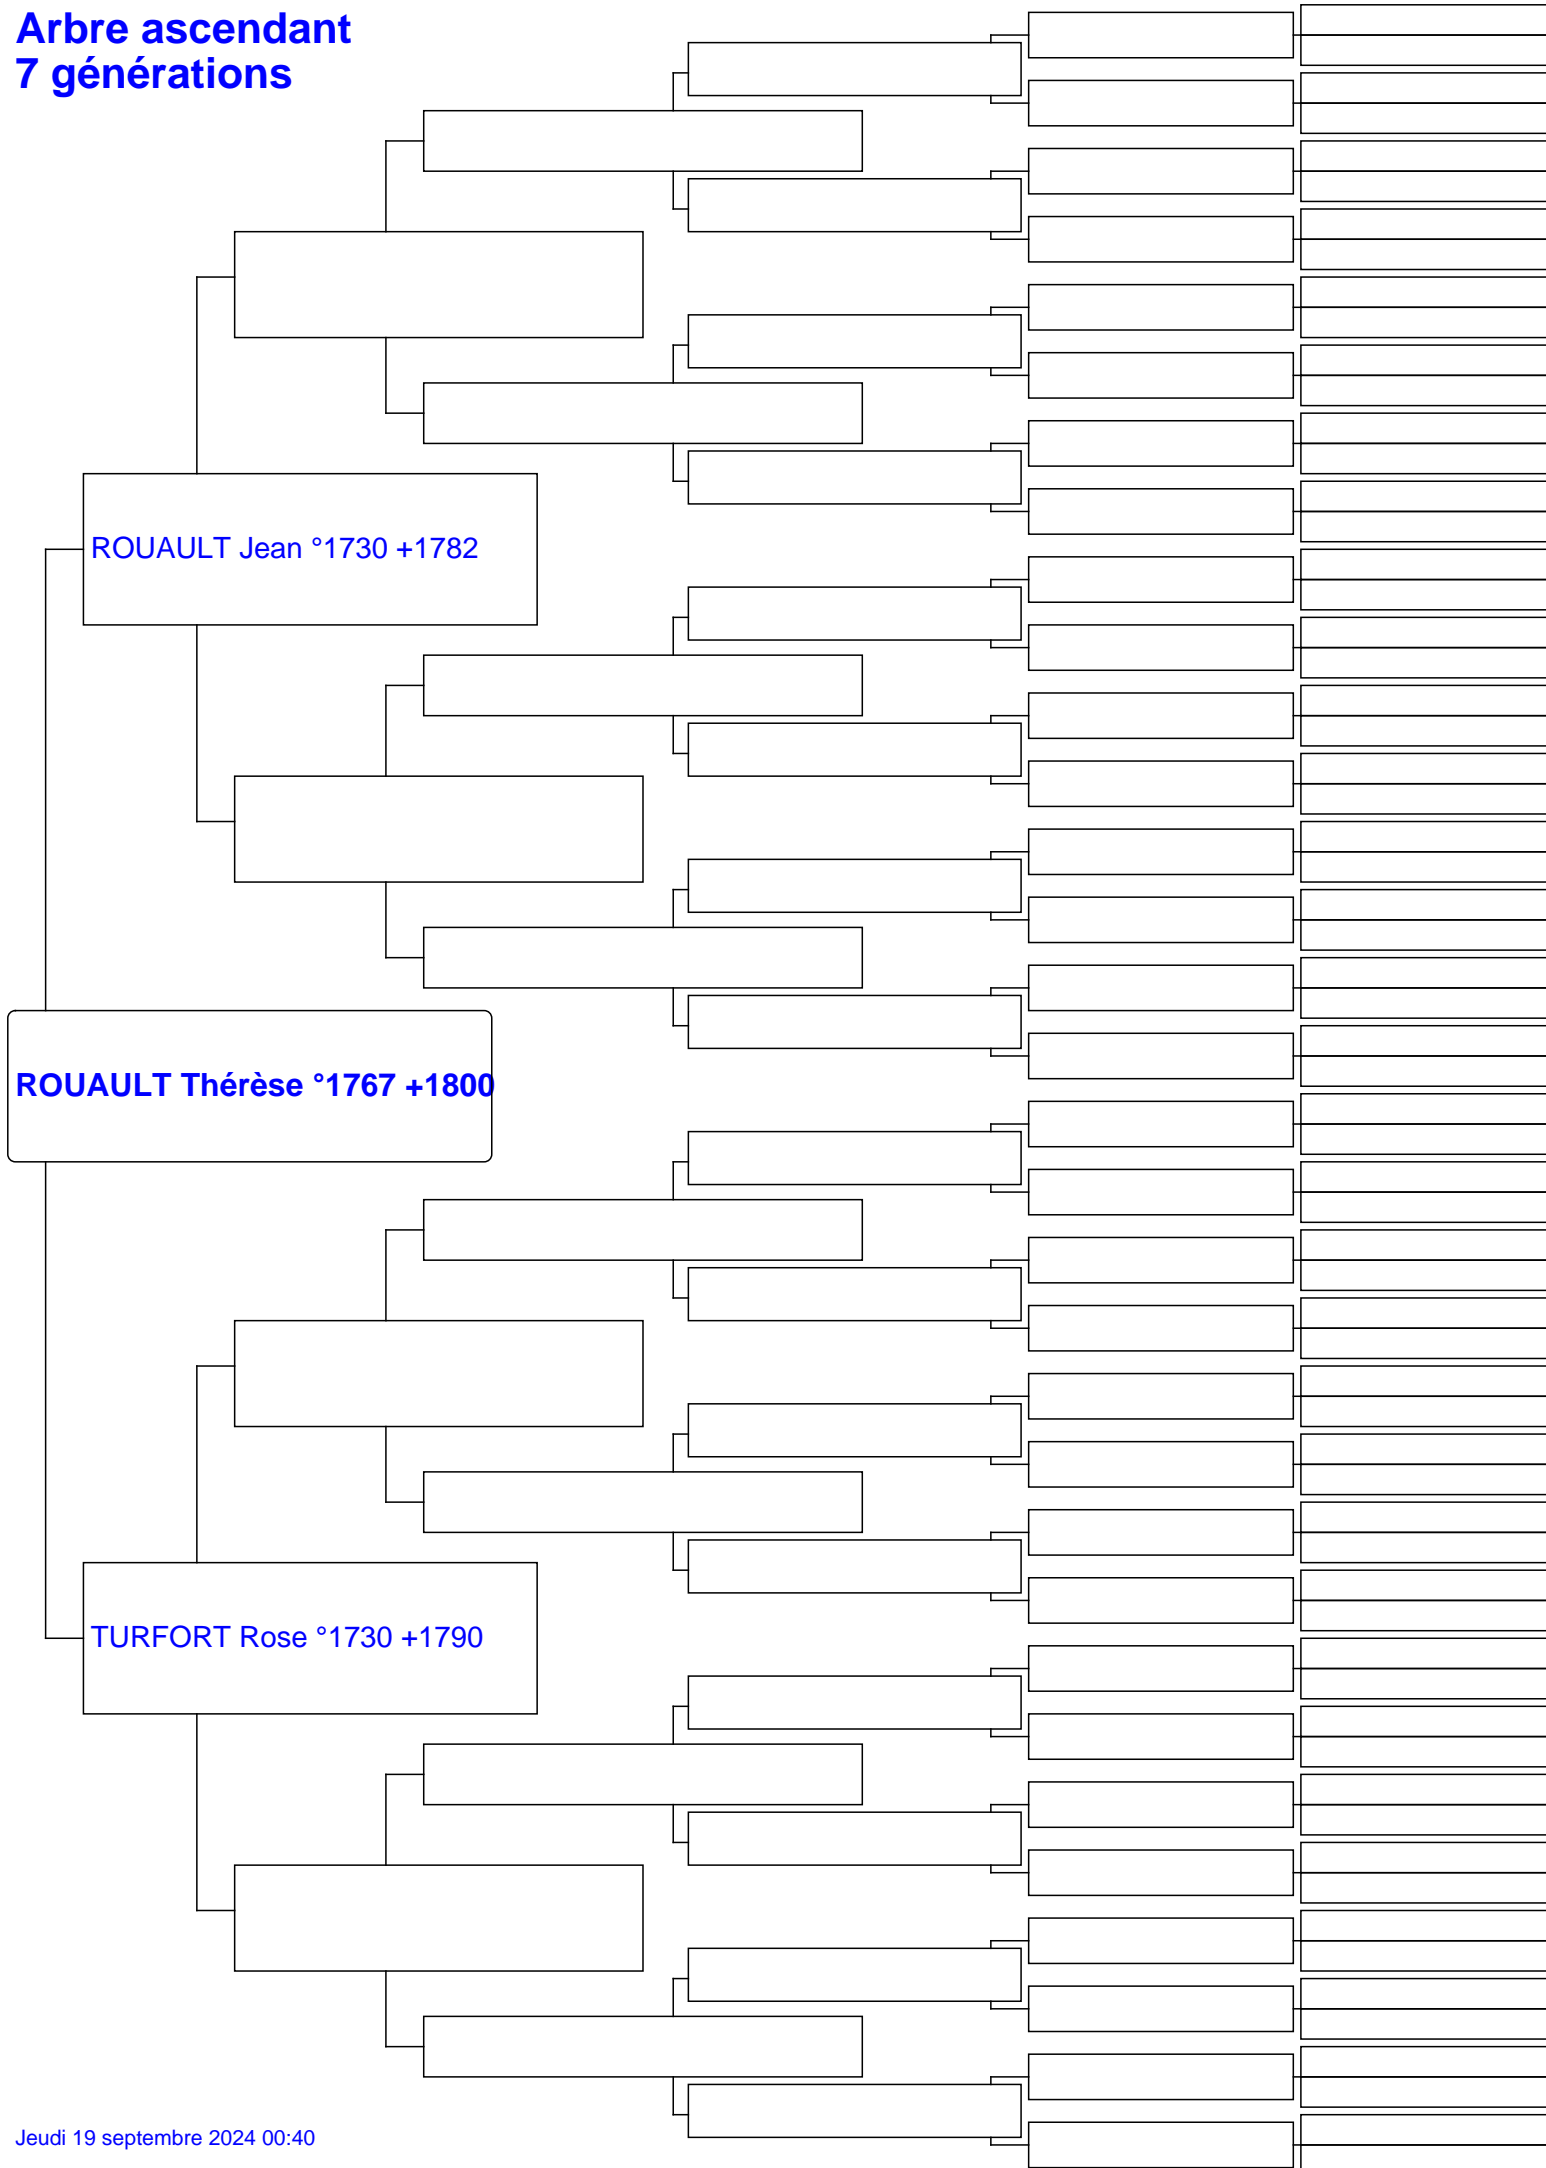 Arbre ascendant
7 générations
ROUAULT Jean °1730 +1782
ROUAULT Thérèse °1767 +1800
TURFORT Rose °1730 +1790
Jeudi 19 septembre 2024 00:40